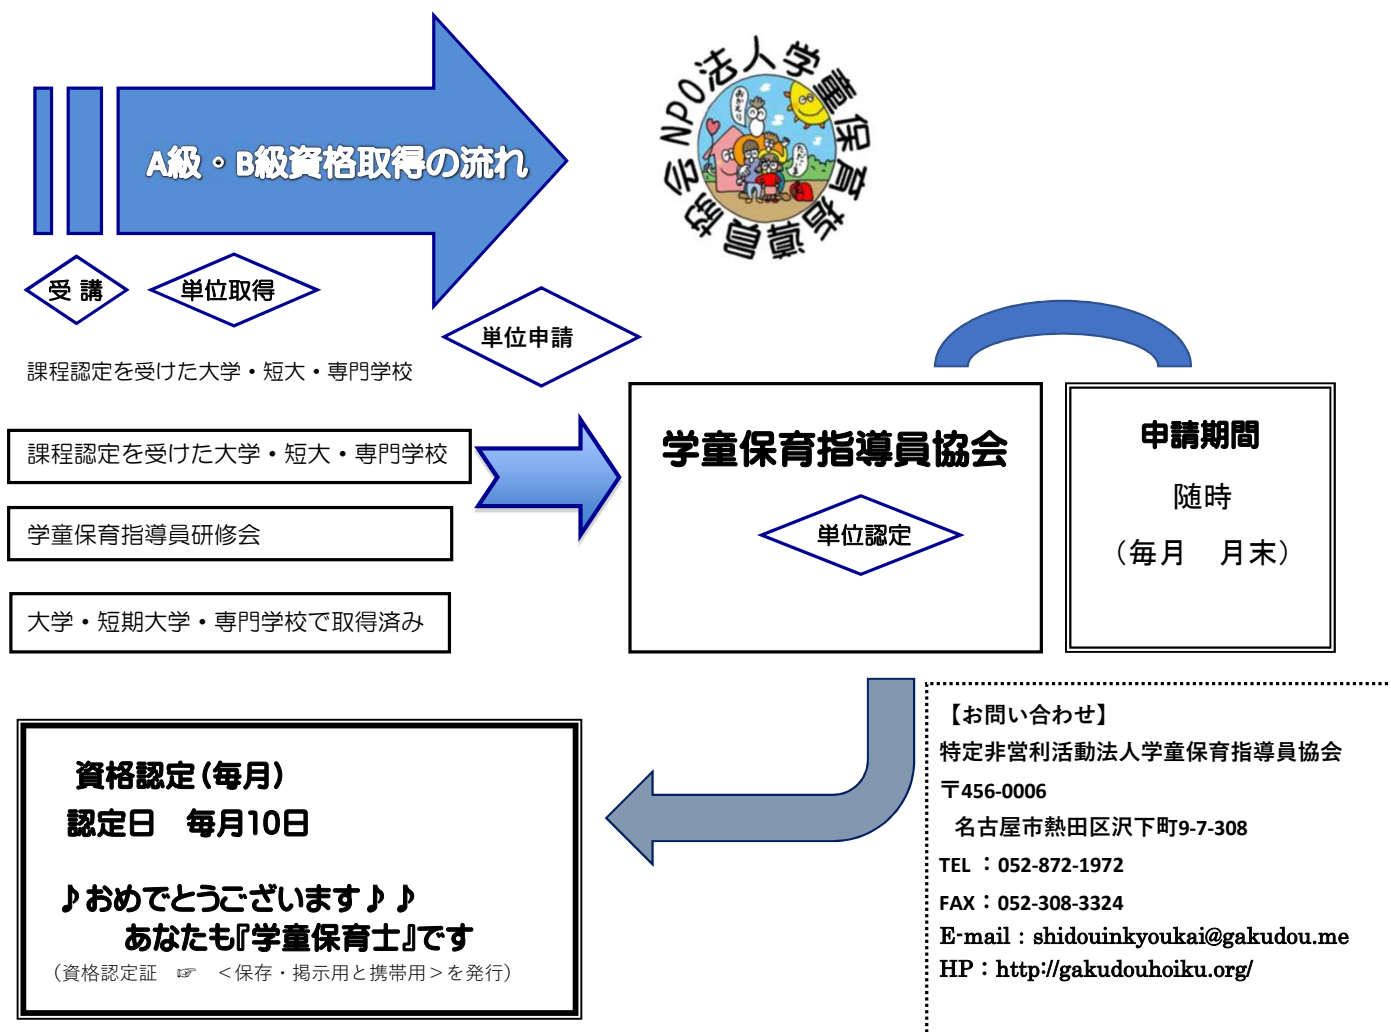 A級・B級資格取得の流れ
NPO法人学童保育指導員協会
おかえり
ただいま
受 講
単位取得
単位申請
課程認定を受けた大学・短大・専門学校
課程認定を受けた大学・短大・専門学校
学童保育指導員研修会
大学・短期大学・専門学校で取得済み
学童保育指導員協会
単位認定
申請期間
随時
（毎月　月末）
資格認定（毎月）
認定日　毎月10日
♪おめでとうございます♪♪
あなたも『学童保育士』です
（資格認定証　☞　＜保存・掲示用と携帯用＞を発行）
【お問い合わせ】
特定非営利活動法人学童保育指導員協会
〒456-0006
名古屋市熱田区沢下町9-7-308
TEL ：052-872-1972
FAX：052-308-3324
E-mail：shidouinkyoukai@gakudou.me
HP：http://gakudouhoiku.org/